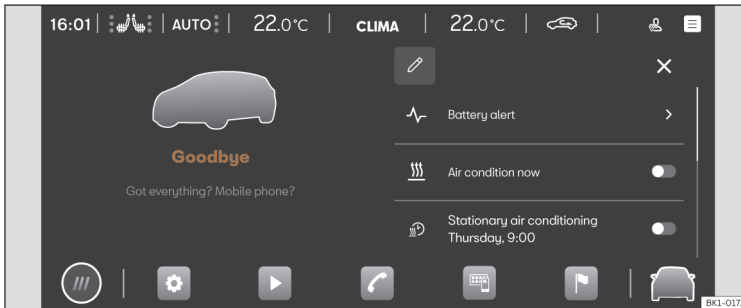 16:01 AUTO 22.0°C CLIMA 22.0°C
Goodbye
Got everything? Mobile phone?
Battery alert
Air condition now
Stationary air conditioning
Thursday, 9:00
BK1-017